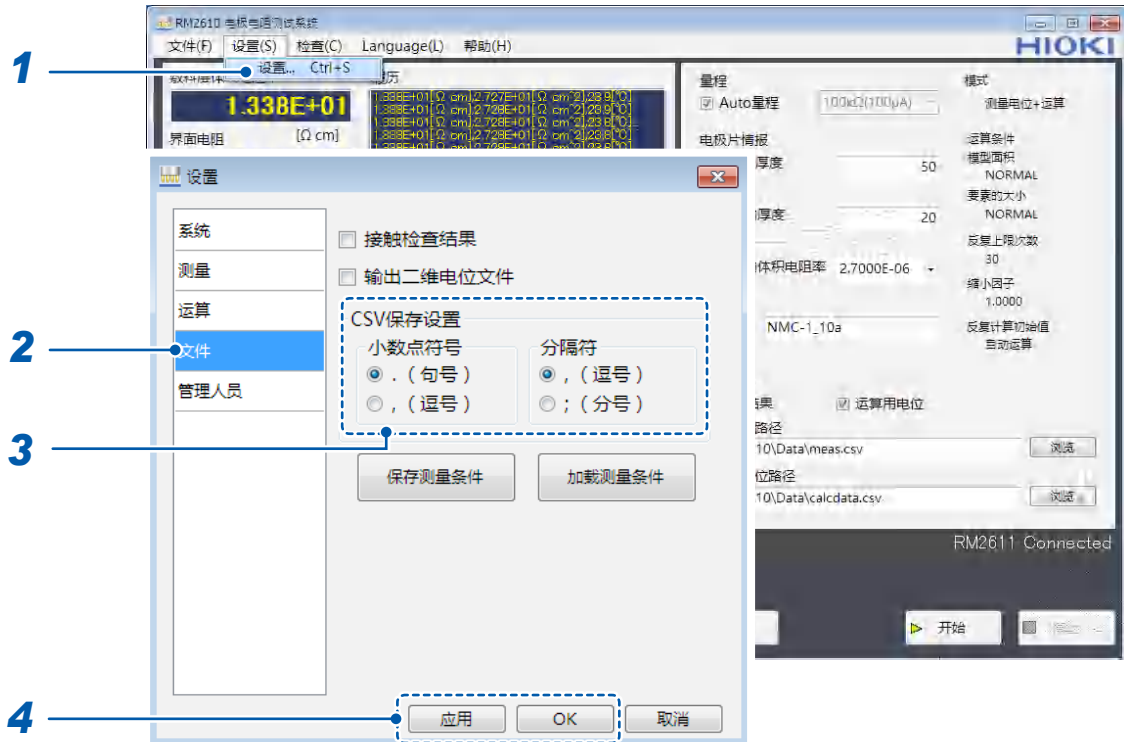 RM2610 电极电阻测试系统
文件(F) 设置(S) 检查(C) Language(L) 帮助(H)
HIOKI
1
设置... Ctrl+S
1.338E+01
界面电阻 [Ω cm]
量程
Auto量程 100kΩ(100μA)
电极片情报
厚度 50
厚度 20
体积电阻率 2.7000E-06
NMC-1_10a
运算用电位
路径
10\Data\meas.csv 浏览
位路径
10\Data\calcdata.csv 浏览
模式
测量电位+运算
运算条件
模型面积
NORMAL
要素的大小
NORMAL
反复上限次数
30
缩小因子
1.0000
反复计算初始值
自动运算
RM2611 Connected
开始
设置
系统
测量
运算
2
文件
管理人员
接触检查结果
输出二维电位文件
CSV保存设置
小数点符号 分隔符
.(句号) ,(逗号)
,(逗号) ;(分号)
3
保存测量条件 加载测量条件
4
应用 OK 取消